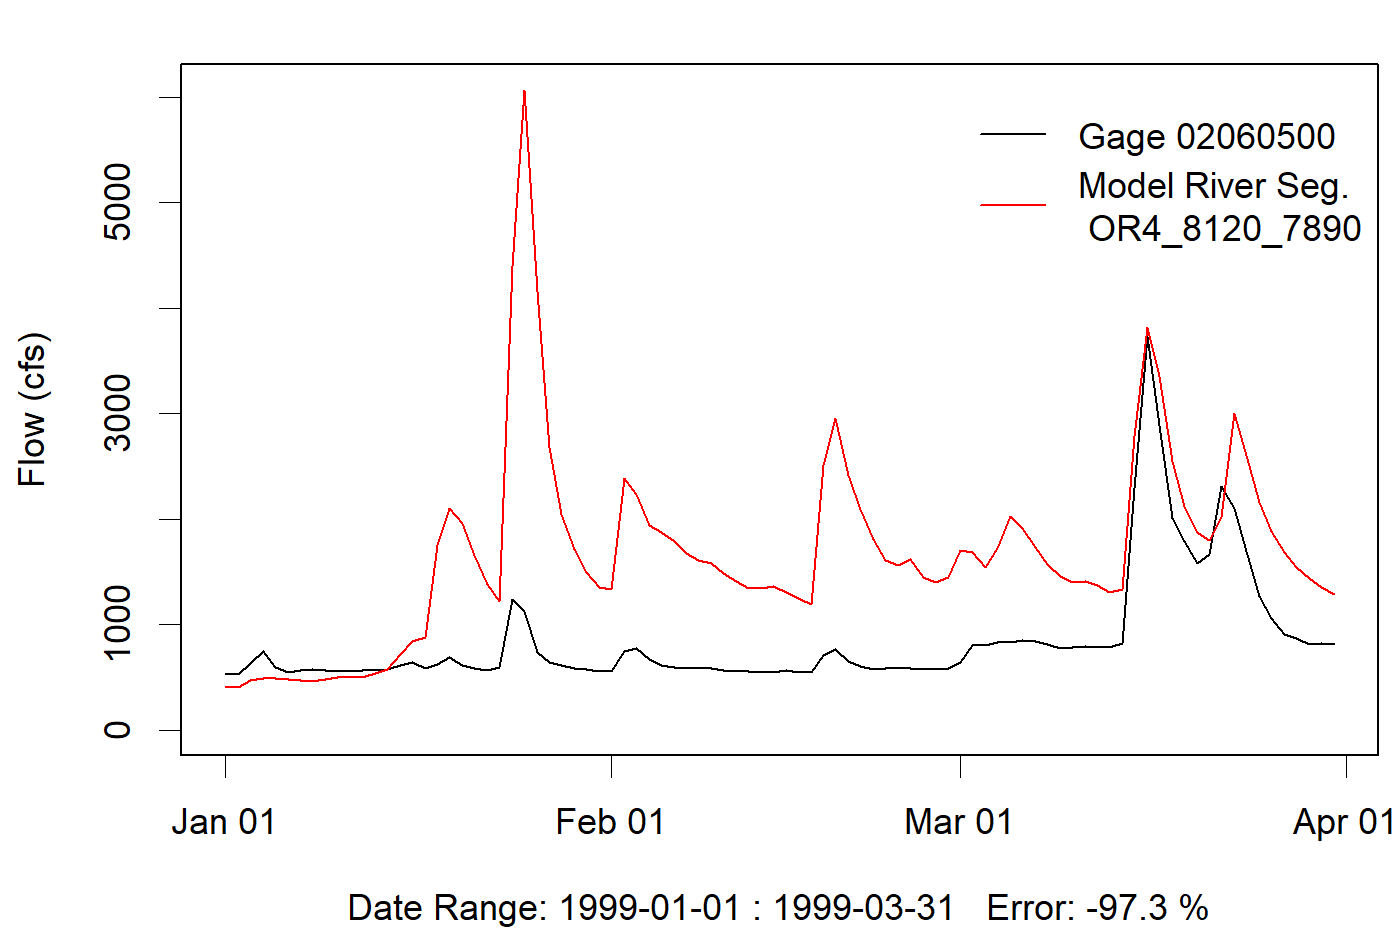 Gage 02060500
Model River Seg.
OR4_8120_7890
Flow (cfs)
5000
3000
1000
0
Jan 01
Feb 01
Mar 01
Apr 01
Date Range: 1999-01-01 : 1999-03-31   Error: -97.3 %